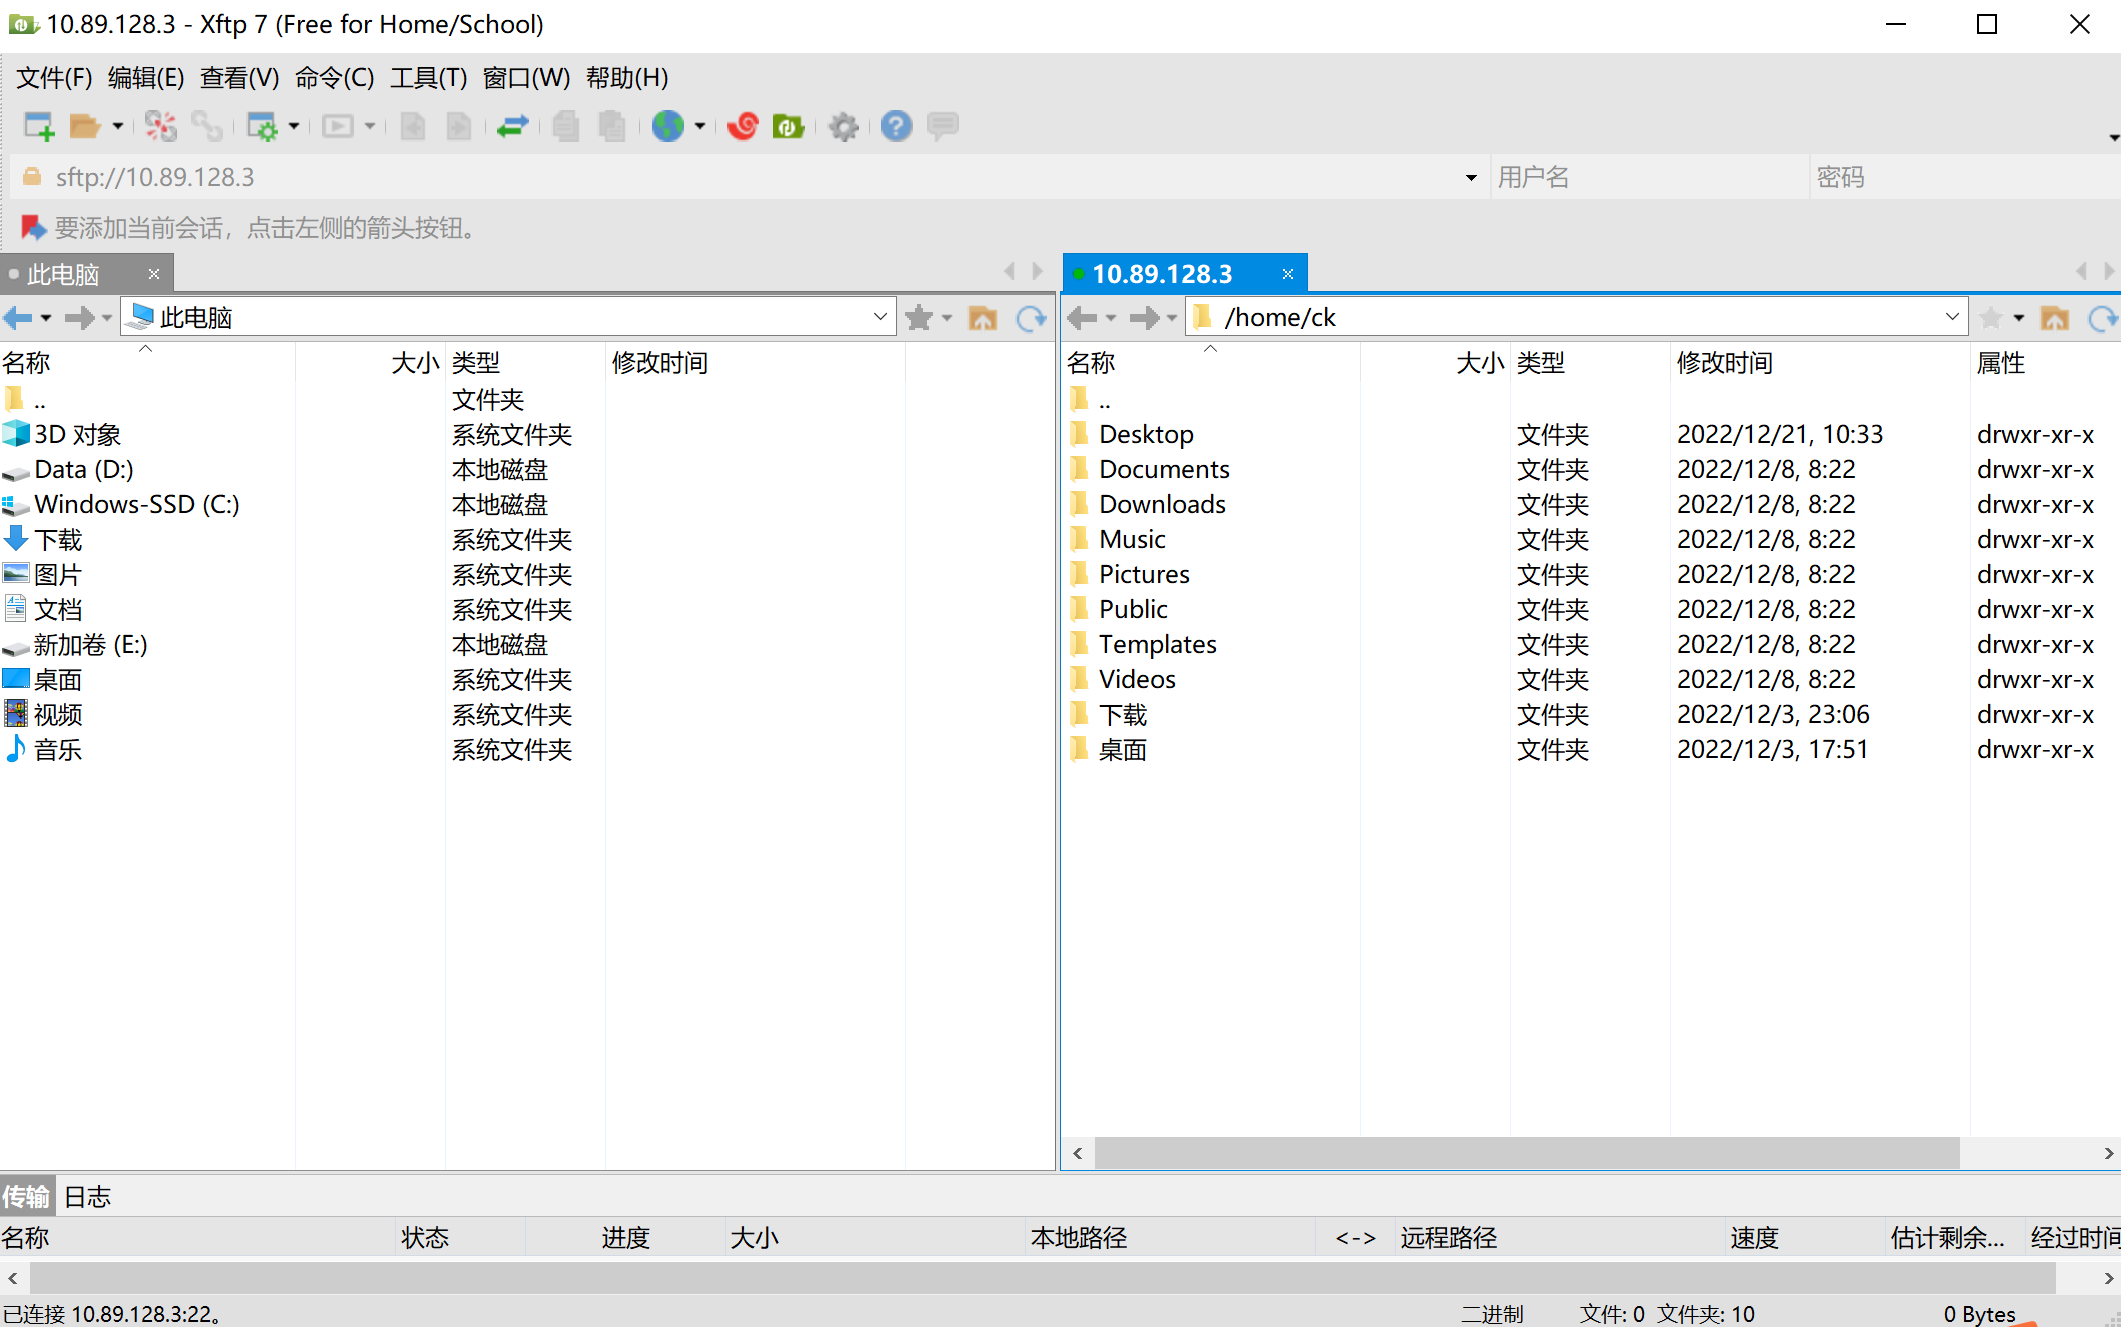 10.89.128.3 - Xftp 7 (Free for Home/School)
文件(F) 编辑(E) 查看(V) 命令(C) 工具(T) 窗口(W) 帮助(H)
sftp://10.89.128.3 用户名 密码
要添加当前会话，点击左侧的箭头按钮。
此电脑
此电脑
名称 大小 类型 修改时间
.. 文件夹
3D 对象 系统文件夹
Data (D:) 本地磁盘
Windows-SSD (C:) 本地磁盘
下载 系统文件夹
图片 系统文件夹
文档 系统文件夹
新加卷 (E:) 本地磁盘
桌面 系统文件夹
视频 系统文件夹
音乐 系统文件夹
10.89.128.3
/home/ck
名称 大小 类型 修改时间 属性
..
Desktop 文件夹 2022/12/21, 10:33 drwxr-xr-x
Documents 文件夹 2022/12/8, 8:22 drwxr-xr-x
Downloads 文件夹 2022/12/8, 8:22 drwxr-xr-x
Music 文件夹 2022/12/8, 8:22 drwxr-xr-x
Pictures 文件夹 2022/12/8, 8:22 drwxr-xr-x
Public 文件夹 2022/12/8, 8:22 drwxr-xr-x
Templates 文件夹 2022/12/8, 8:22 drwxr-xr-x
Videos 文件夹 2022/12/8, 8:22 drwxr-xr-x
下载 文件夹 2022/12/3, 23:06 drwxr-xr-x
桌面 文件夹 2022/12/3, 17:51 drwxr-xr-x
传输 日志
名称 状态 进度 大小 本地路径 <-> 远程路径 速度 估计剩余... 经过时间
已连接 10.89.128.3:22。 二进制 文件: 0 文件夹: 10 0 Bytes